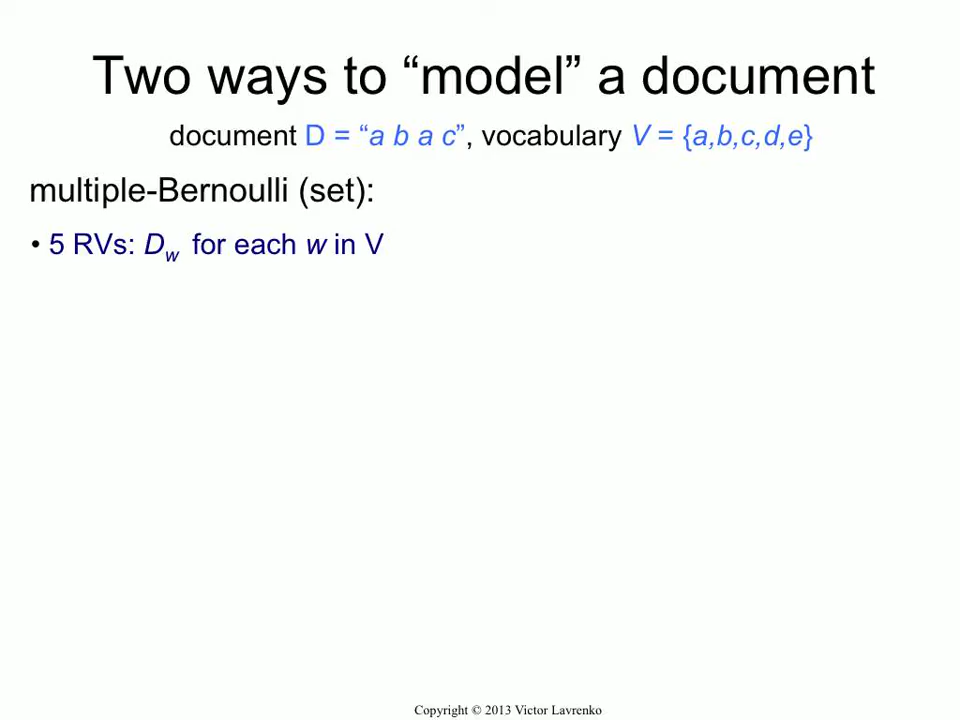 Two ways to “model” a document
document D = “a b a c”, vocabulary V = {a,b,c,d,e}
multiple-Bernoulli (set):
• 5 RVs: Dw for each w in V
Copyright © 2013 Victor Lavrenko